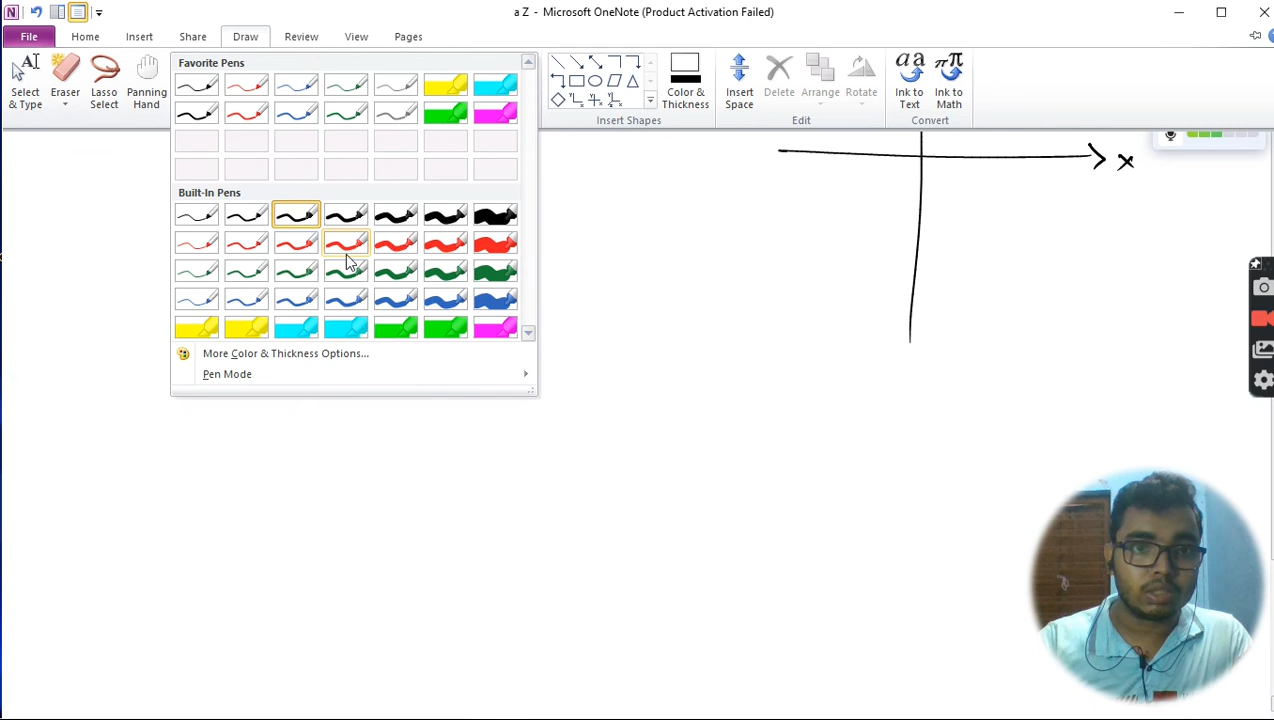 a Z - Microsoft OneNote (Product Activation Failed)
File Home Insert Share Draw Review View Pages
Select & Type
Eraser
Lasso Select
Panning Hand
Favorite Pens
Built-In Pens
More Color & Thickness Options...
Pen Mode
Color & Thickness
Insert Shapes
Insert Space
Delete
Arrange
Rotate
Edit
Ink to Text
Ink to Math
Convert
x